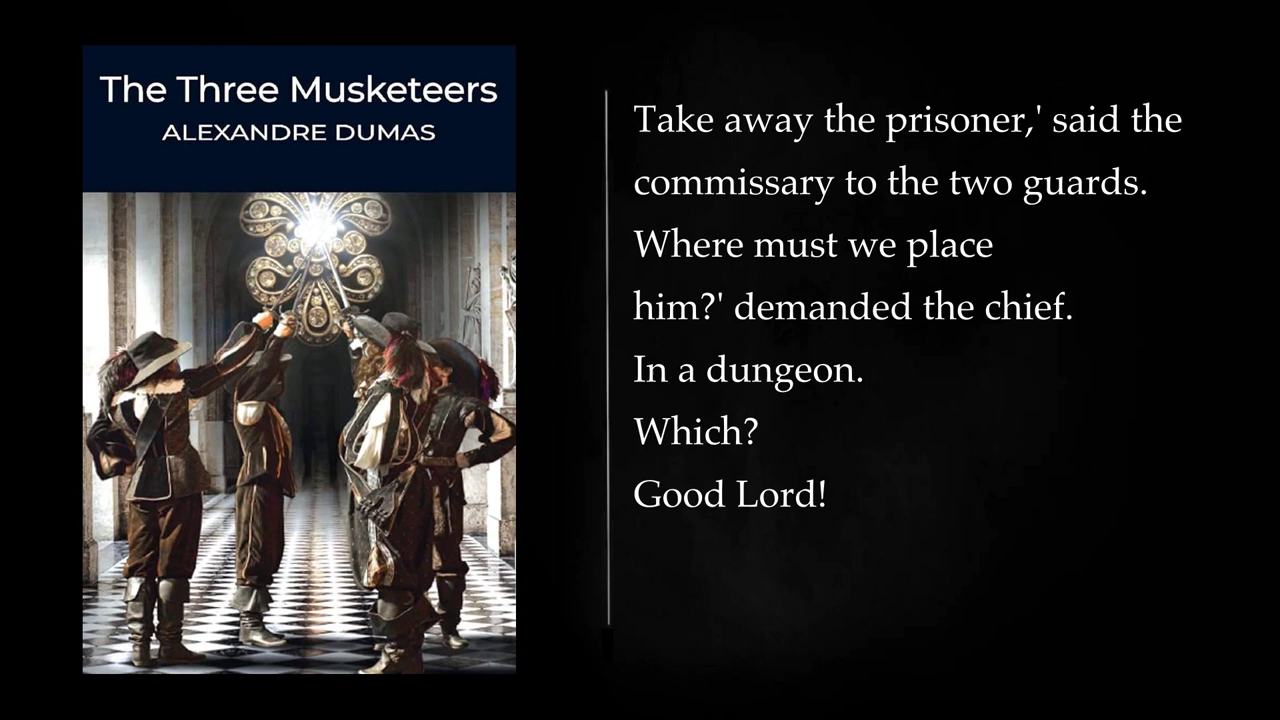 The Three Musketeers
ALEXANDRE DUMAS
Take away the prisoner,' said the
commissary to the two guards.
Where must we place
him?' demanded the chief.
In a dungeon.
Which?
Good Lord!